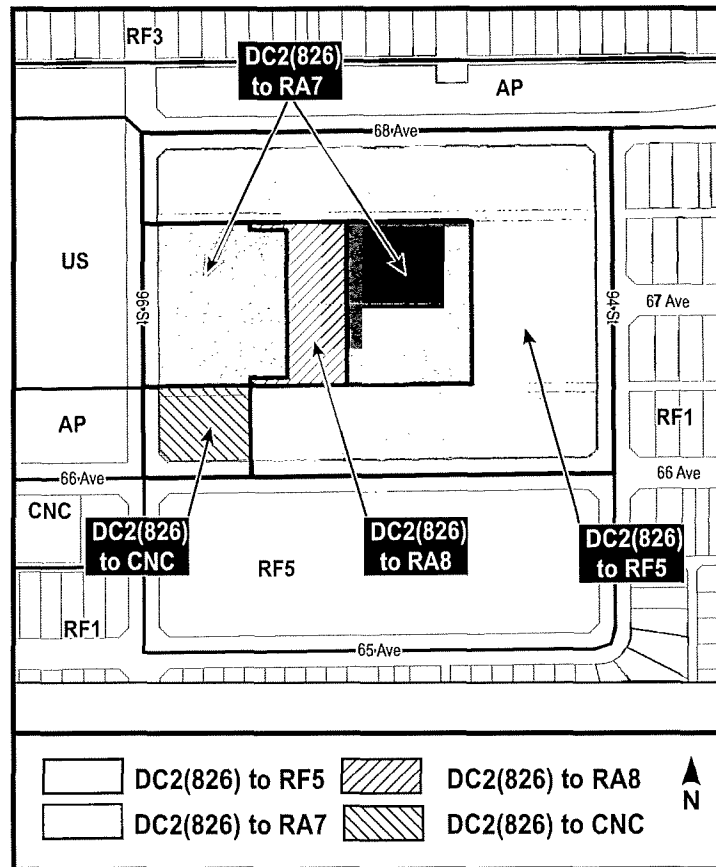 RF3
DC2(826)
to RA7
AP
68 Ave
US
96 St
94 St
67 Ave
AP
RF1
66 Ave
66 Ave
CNC
DC2(826)
to CNC
DC2(826)
to RA8
DC2(826)
to RF5
RF5
RF1
65 Ave
DC2(826) to RF5
DC2(826) to RA8
DC2(826) to RA7
DC2(826) to CNC
N